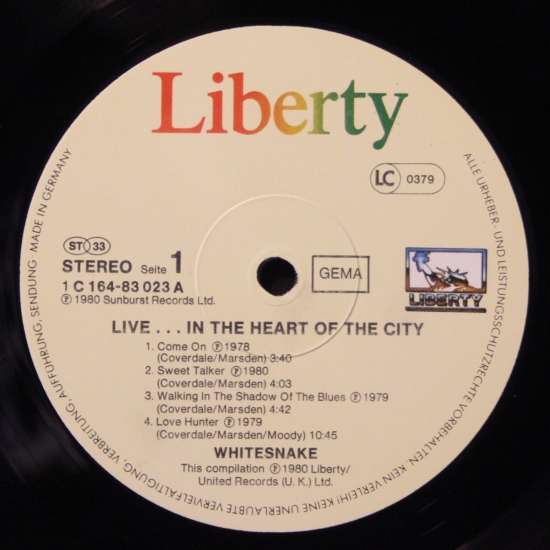 Liberty
LC 0379
ST 33
STEREO Seite 1
1 C 164-83 023 A
Ⓟ 1980 Sunburst Records Ltd.
GEMA
LIBERTY
LIVE . . . IN THE HEART OF THE CITY
1. Come On Ⓟ 1978
(Coverdale/Marsden) 3:40
2. Sweet Talker Ⓟ 1980
(Coverdale/Marsden) 4:03
3. Walking In The Shadow Of The Blues Ⓟ 1979
(Coverdale/Marsden) 4:42
4. Love Hunter Ⓟ 1979
(Coverdale/Marsden/Moody) 10:45
WHITESNAKE
This compilation Ⓟ 1980 Liberty/
United Records (U. K.) Ltd.
ALLE URHEBER- UND LEISTUNGSSCHUTZRECHTE VORBEHALTEN. KEIN VERLEIH! KEINE UNERLAUBTE VERVIELFÄLTIGUNG, VERBREITUNG, AUFFÜHRUNG, SENDUNG MADE IN GERMANY